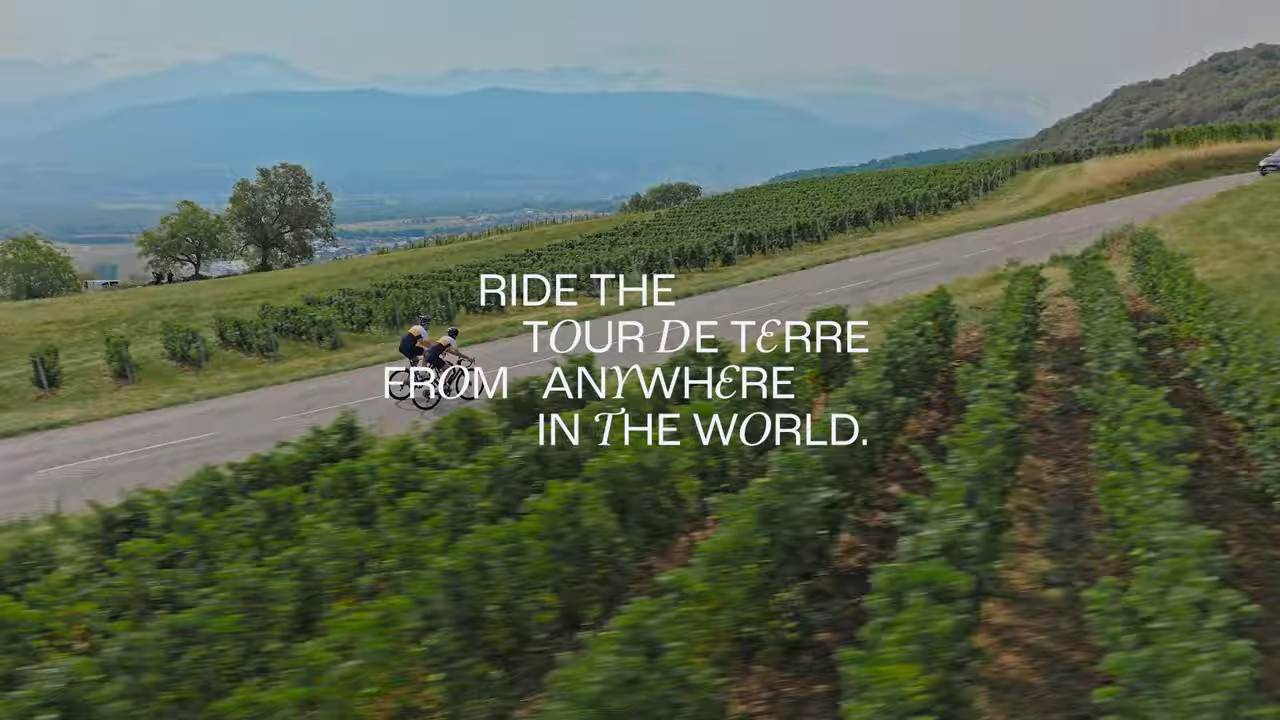 RIDE THE
TOUR DE TERRE
FROM ANYWHERE
IN THE WORLD.